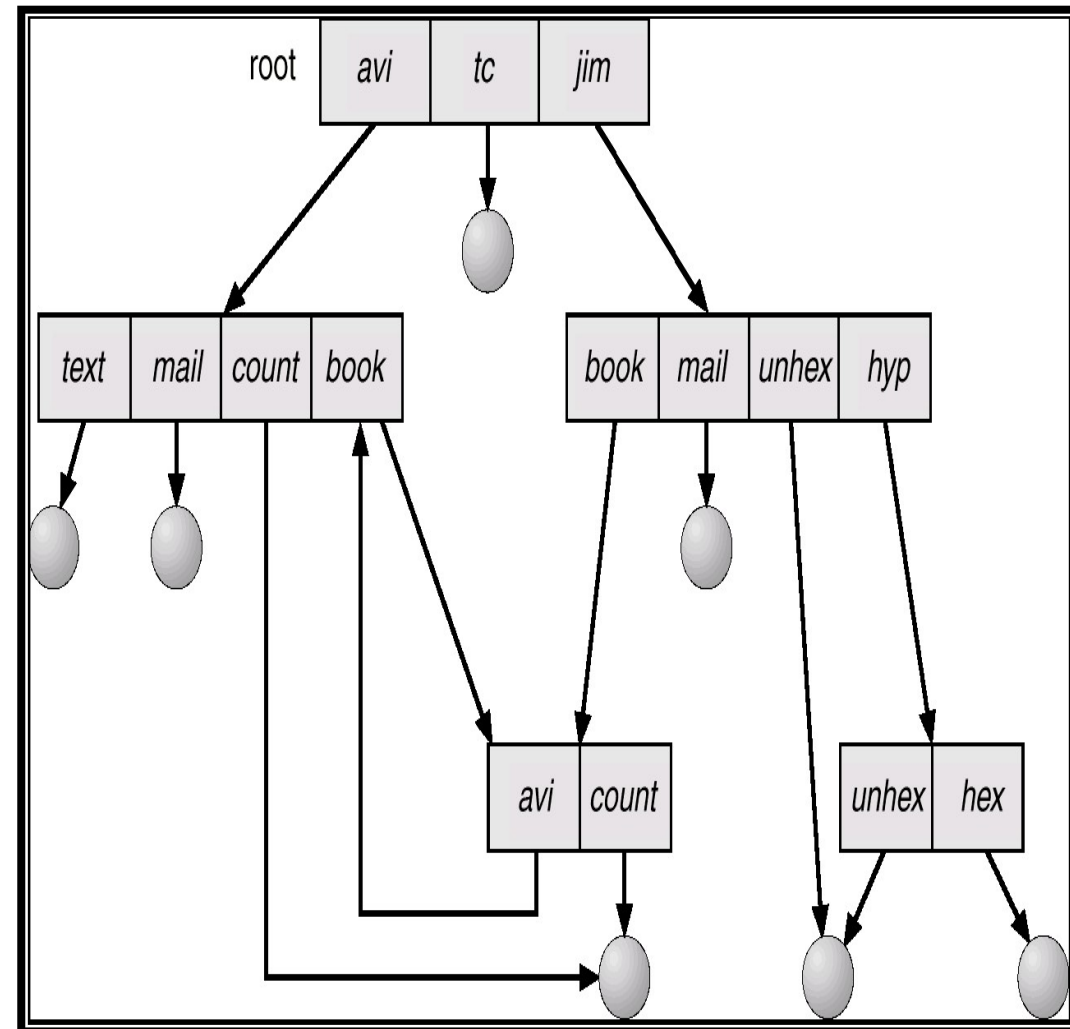 root avi tc jim
text mail count book book mail unhex hyp
avi count unhex hex